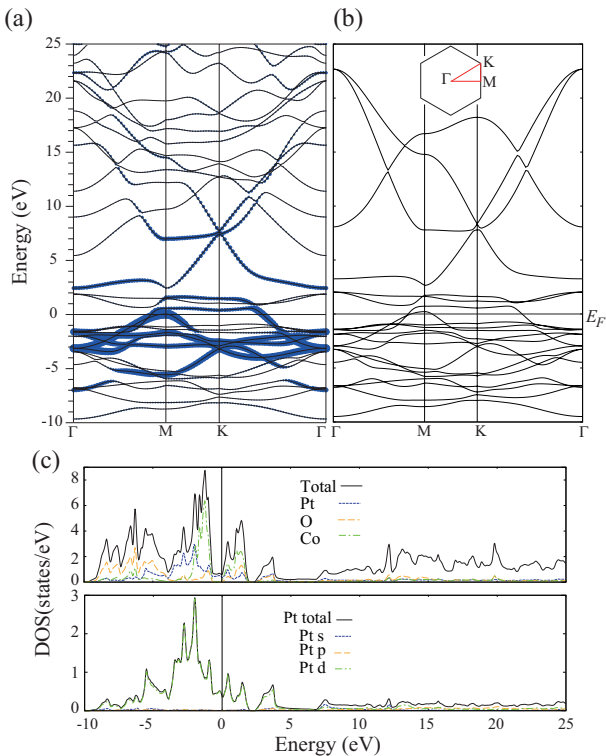 (a)
(b)
25
20
15
10
5
0
-5
-10
Energy (eV)
Γ
M
K
Γ
K
Γ
M
E_F
Γ
M
K
Γ
(c)
8
6
4
2
0
Total
Pt
O
Co
3
2
1
0
Pt total
Pt s
Pt p
Pt d
DOS(states/eV)
-10 -5 0 5 10 15 20 25
Energy (eV)